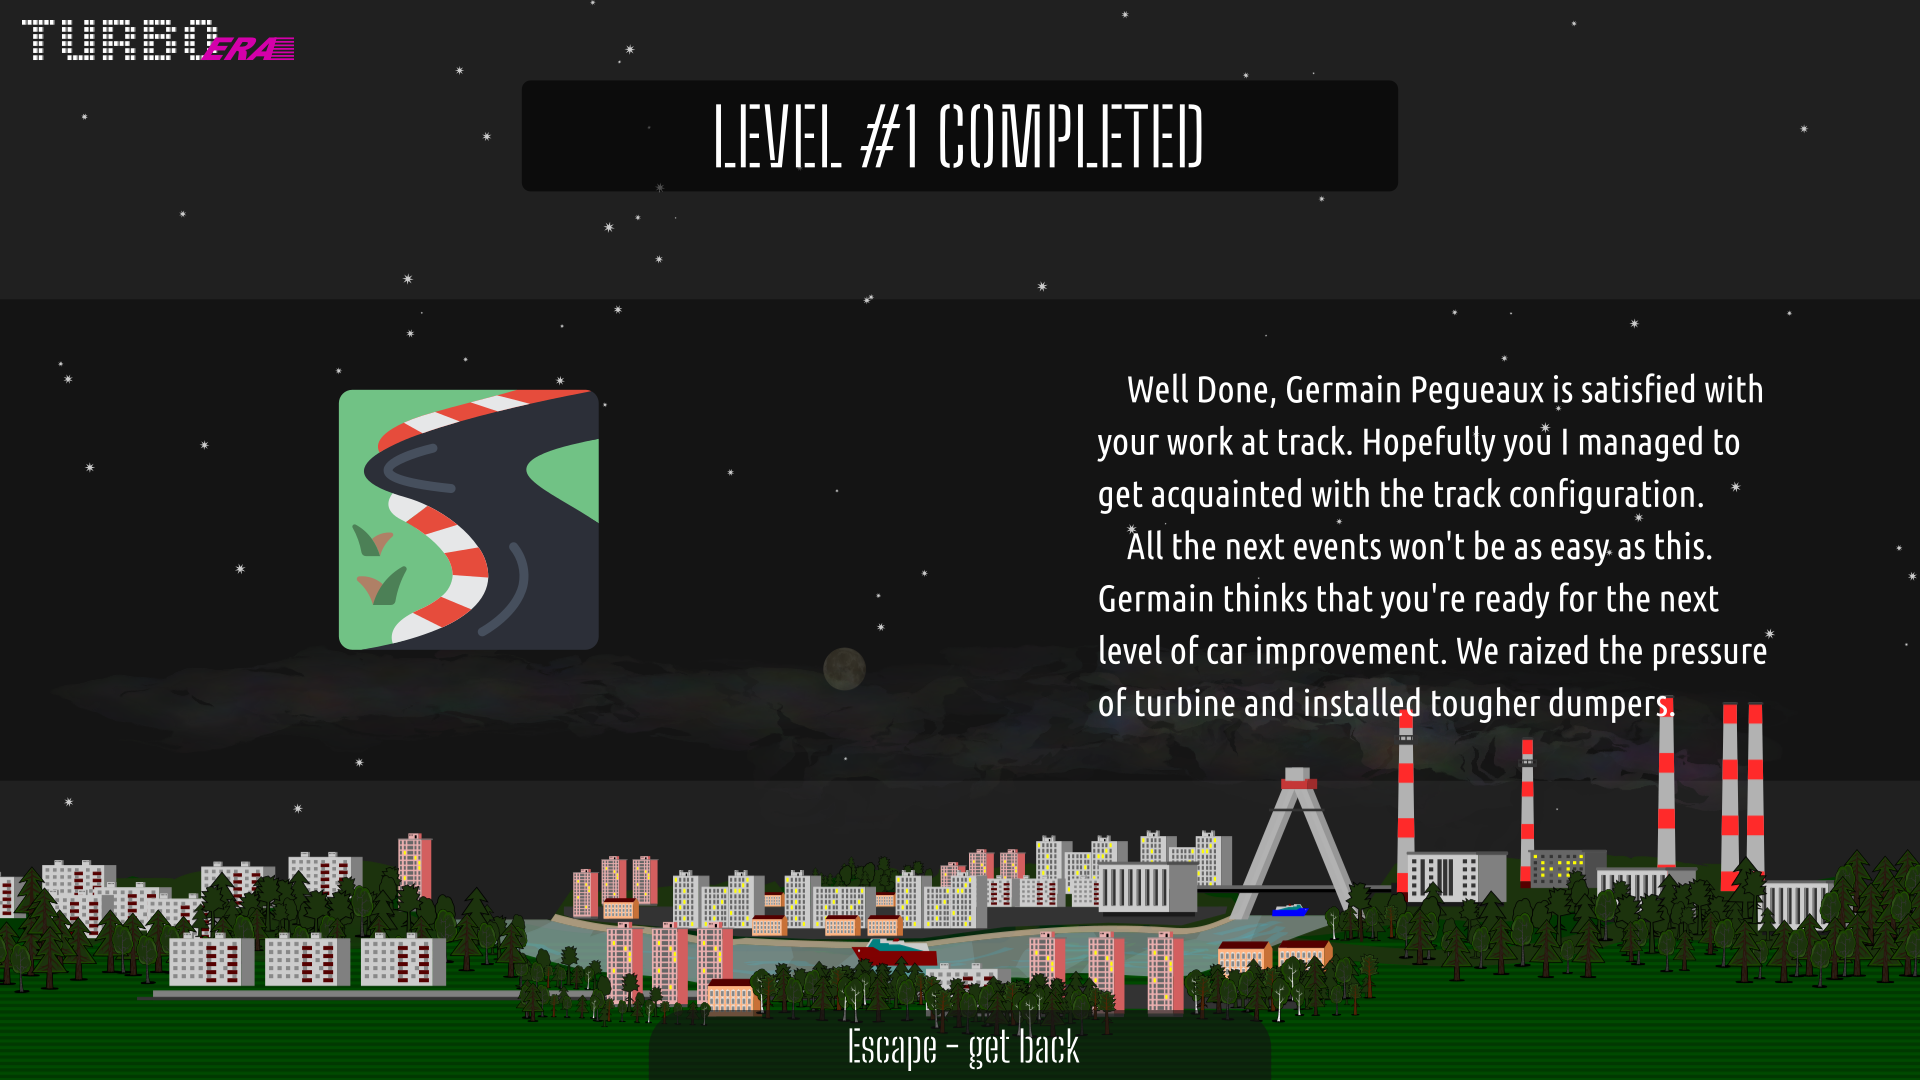 TURBO ERA
LEVEL #1 COMPLETED
Well Done, Germain Pegueaux is satisfied with
your work at track. Hopefully you I managed to
get acquainted with the track configuration.
All the next events won't be as easy as this.
Germain thinks that you're ready for the next
level of car improvement. We raized the pressure
of turbine and installed tougher dumpers.
Escape - get back